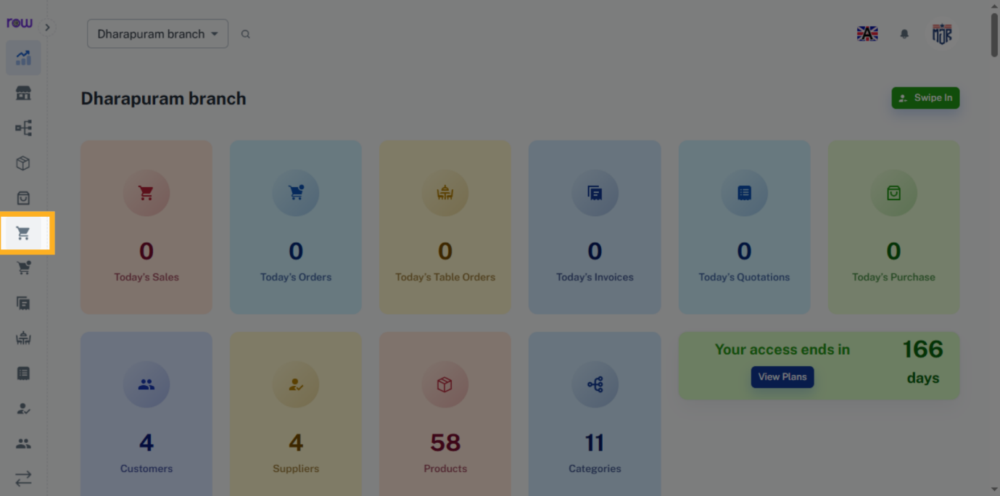 row
Dharapuram branch
A
MJR
Dharapuram branch
Swipe In
0
Today's Sales
0
Today's Orders
0
Today's Table Orders
0
Today's Invoices
0
Today's Quotations
0
Today's Purchase
4
Customers
4
Suppliers
58
Products
11
Categories
Your access ends in
View Plans
166
days